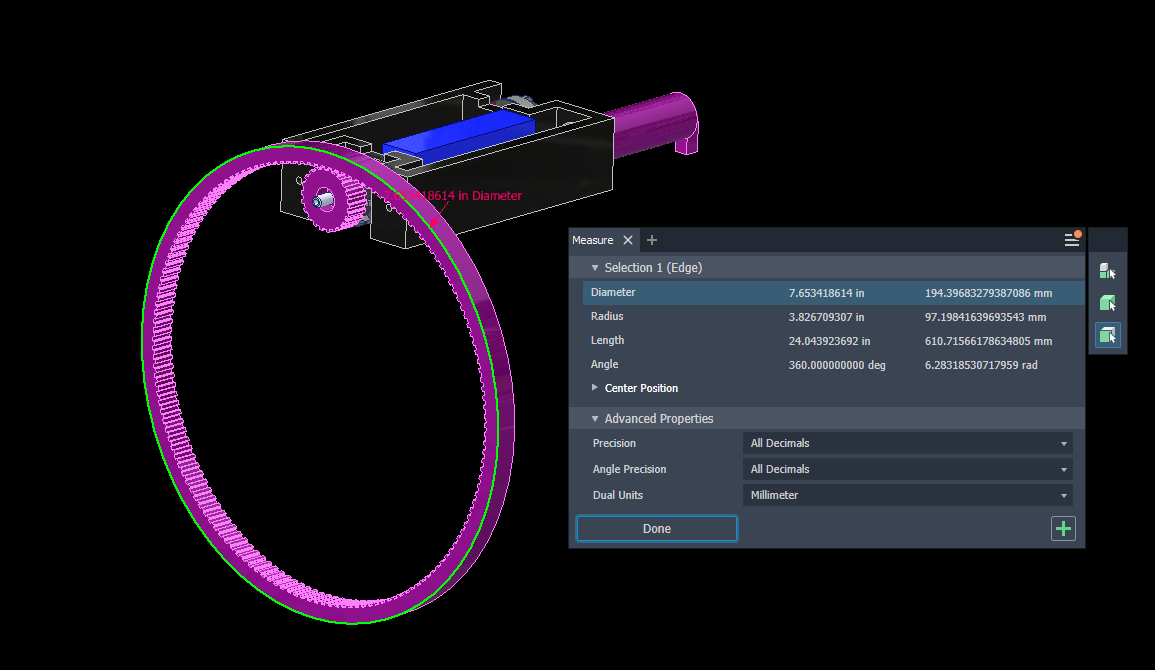 18614 in Diameter
Measure
Selection 1 (Edge)
Diameter 7.653418614 in 194.39683279387086 mm
Radius 3.826709307 in 97.19841639693543 mm
Length 24.043923692 in 610.71566178634805 mm
Angle 360.000000000 deg 6.28318530717959 rad
Center Position
Advanced Properties
Precision All Decimals
Angle Precision All Decimals
Dual Units Millimeter
Done